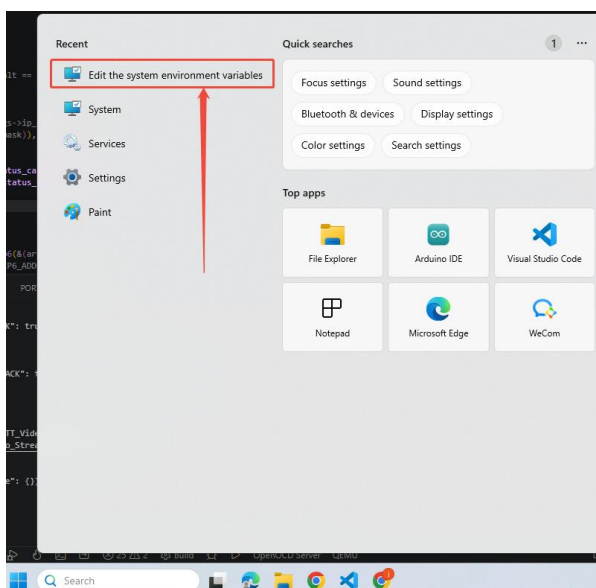 Recent
Quick searches
1
Edit the system environment variables
System
Services
Settings
Paint
Focus settings
Sound settings
Bluetooth & devices
Display settings
Color settings
Search settings
Top apps
File Explorer
Arduino IDE
Visual Studio Code
Notepad
Microsoft Edge
WeCom
OpenOCD Server
QEMU
Search